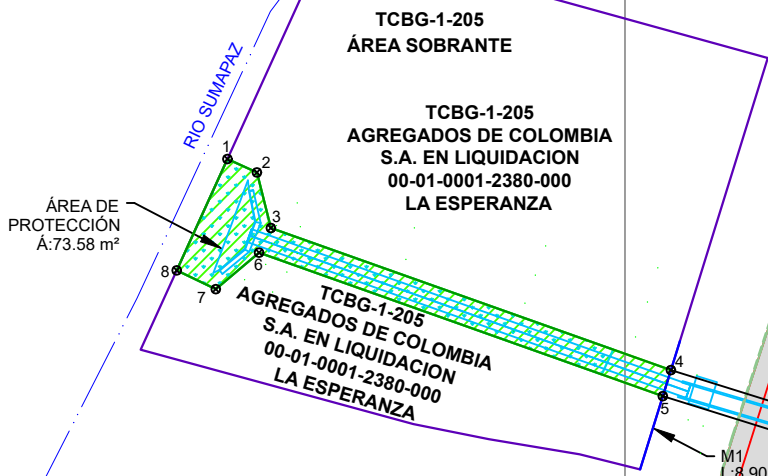 TCBG-1-205
ÁREA SOBRANTE
RIO SUMAPAZ
TCBG-1-205
AGREGADOS DE COLOMBIA
S.A. EN LIQUIDACION
00-01-0001-2380-000
LA ESPERANZA
1
2
ÁREA DE
PROTECCIÓN
Á:73.58 m²
3
6
8
7
TCBG-1-205
AGREGADOS DE COLOMBIA
S.A. EN LIQUIDACION
00-01-0001-2380-000
LA ESPERANZA
4
5
M1
L:8.90